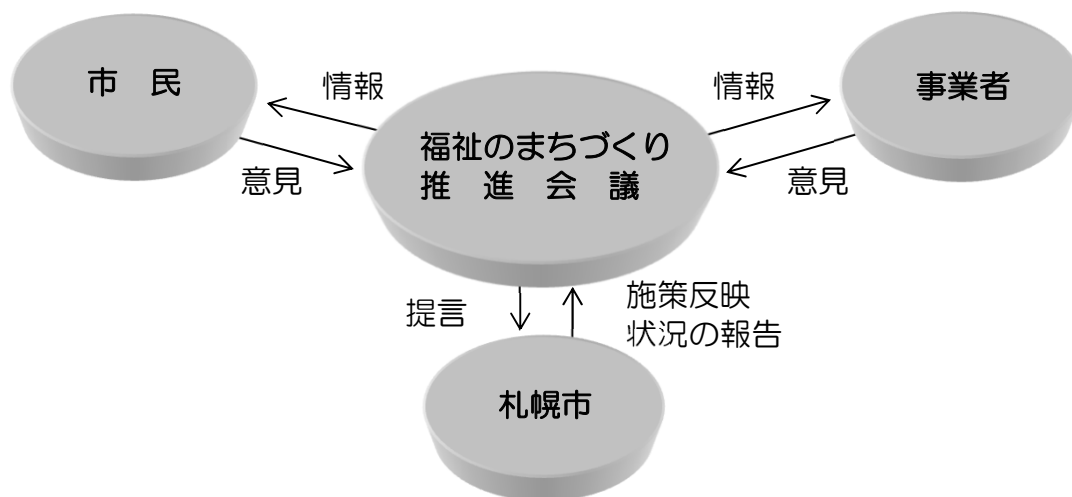 市　民
情報
意見
福祉のまちづくり
推　進　会　議
情報
意見
事業者
提言
施策反映
状況の報告
札幌市